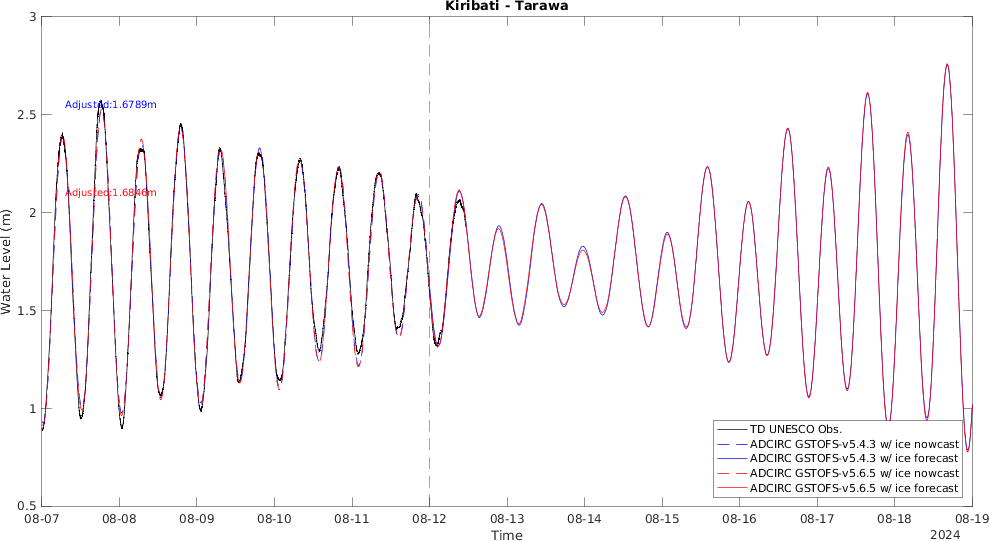 Kiribati - Tarawa
3
2.5
2
1.5
1
0.5
Water Level (m)
Adjusted:1.6789m
Adjusted:1.6846m
TD UNESCO Obs.
ADCIRC GSTOFS-v5.4.3 w/ ice nowcast
ADCIRC GSTOFS-v5.4.3 w/ ice forecast
ADCIRC GSTOFS-v5.6.5 w/ ice nowcast
ADCIRC GSTOFS-v5.6.5 w/ ice forecast
08-07 08-08 08-09 08-10 08-11 08-12 08-13 08-14 08-15 08-16 08-17 08-18 08-19
Time
2024